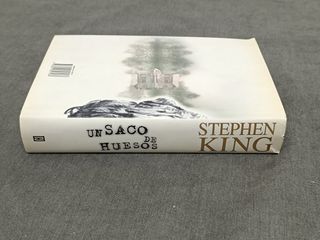 UN SACO
DE
HUESOS
STEPHEN
KING